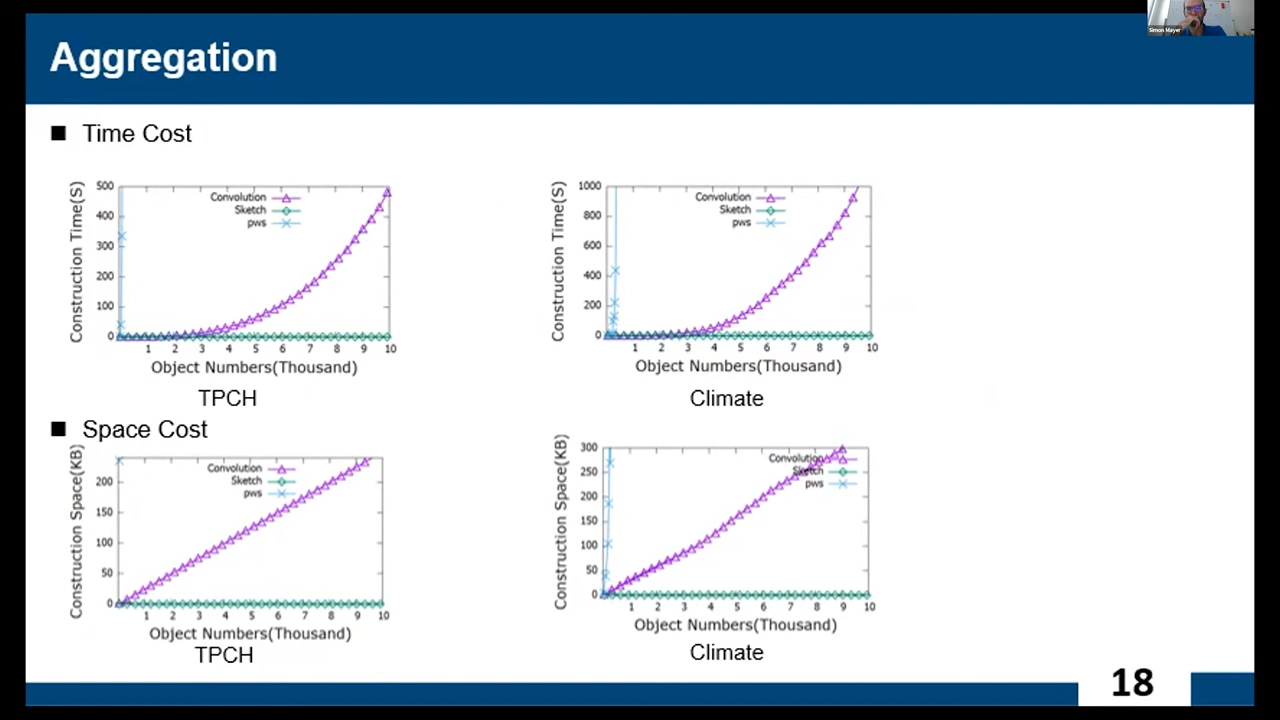 Simon Mayer
Aggregation
■ Time Cost
Construction Time(S)
500
400
300
200
100
0
Convolution
Sketch
pws
1 2 3 4 5 6 7 8 9 10
Object Numbers(Thousand)
TPCH
Construction Time(S)
1000
800
600
400
200
0
Convolution
Sketch
pws
1 2 3 4 5 6 7 8 9 10
Object Numbers(Thousand)
Climate
■ Space Cost
Construction Space(KB)
200
150
100
50
0
Convolution
Sketch
pws
1 2 3 4 5 6 7 8 9 10
Object Numbers(Thousand)
TPCH
Construction Space(KB)
300
250
200
150
100
50
0
Convolution
Sketch
pws
1 2 3 4 5 6 7 8 9 10
Object Numbers(Thousand)
Climate
18